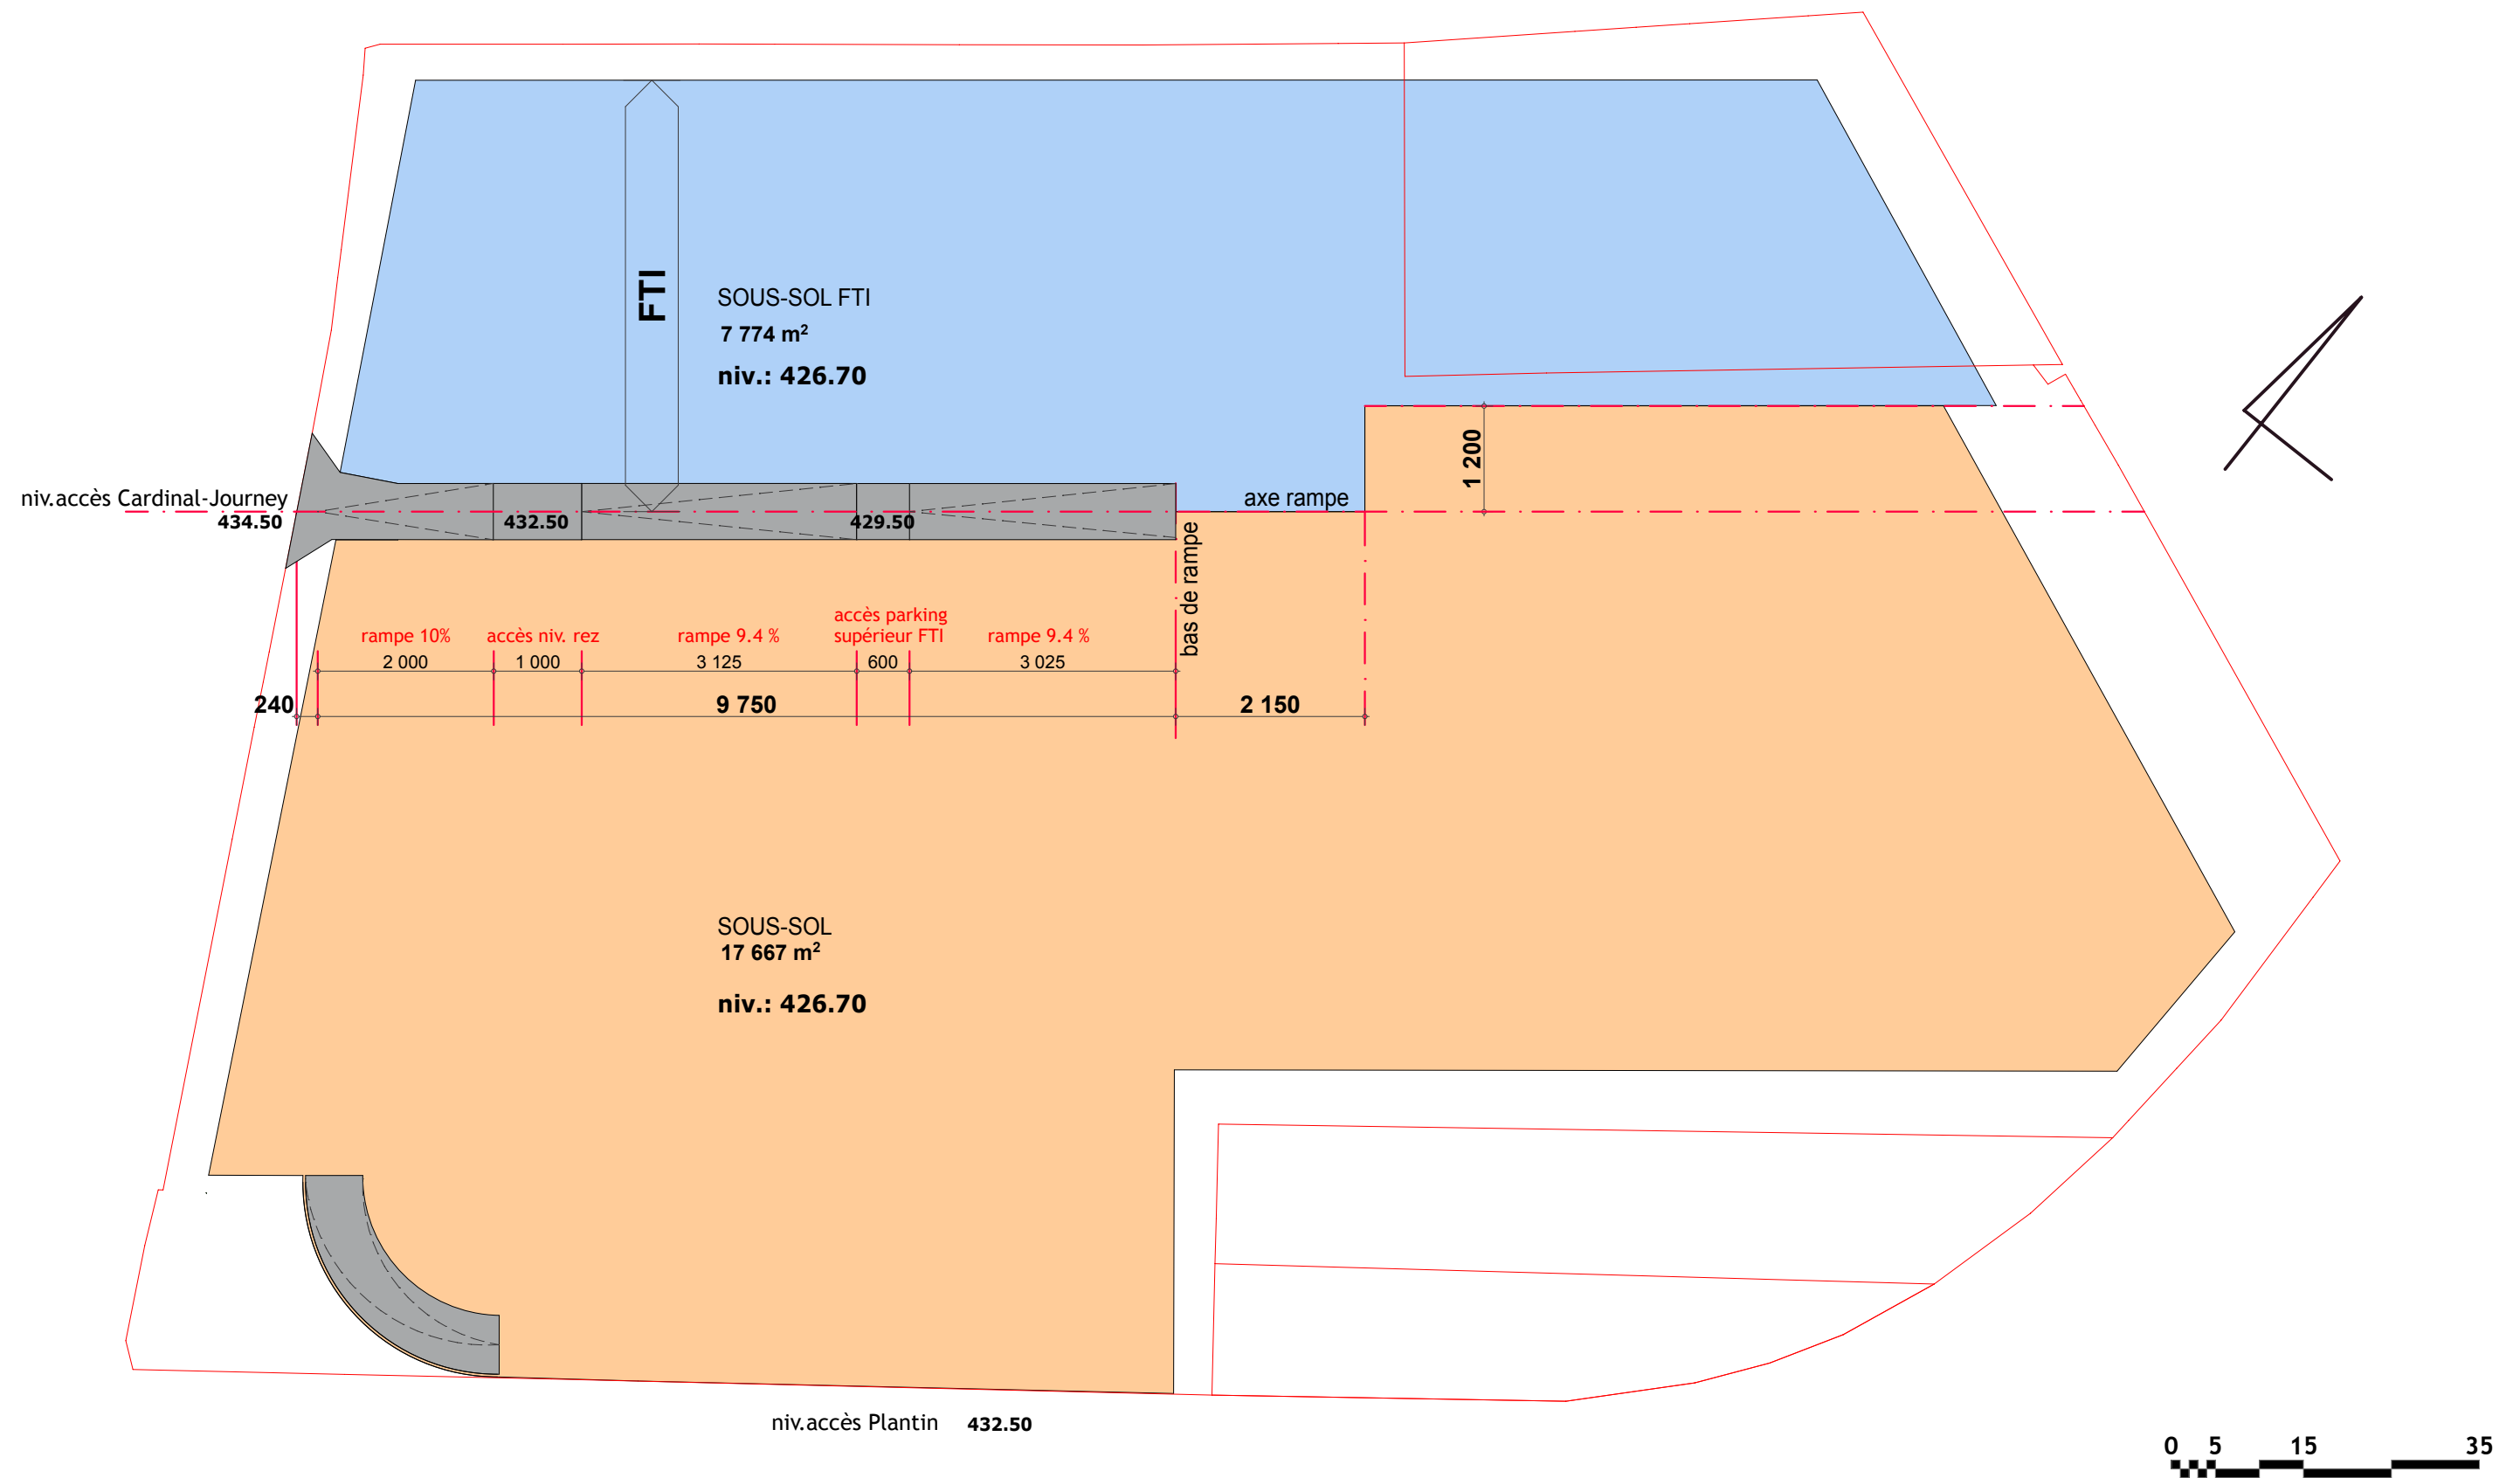 FTI
SOUS-SOL FTI
7 774 m²
niv.: 426.70
niv.accès Cardinal-Journey
434.50
432.50
429.50
axe rampe
1 200
bas de rampe
rampe 10%
accès niv. rez
rampe 9.4 %
accès parking
supérieur FTI
rampe 9.4 %
2 000
1 000
3 125
600
3 025
240
9 750
2 150
SOUS-SOL
17 667 m²
niv.: 426.70
niv.accès Plantin 432.50
0 5 15 35